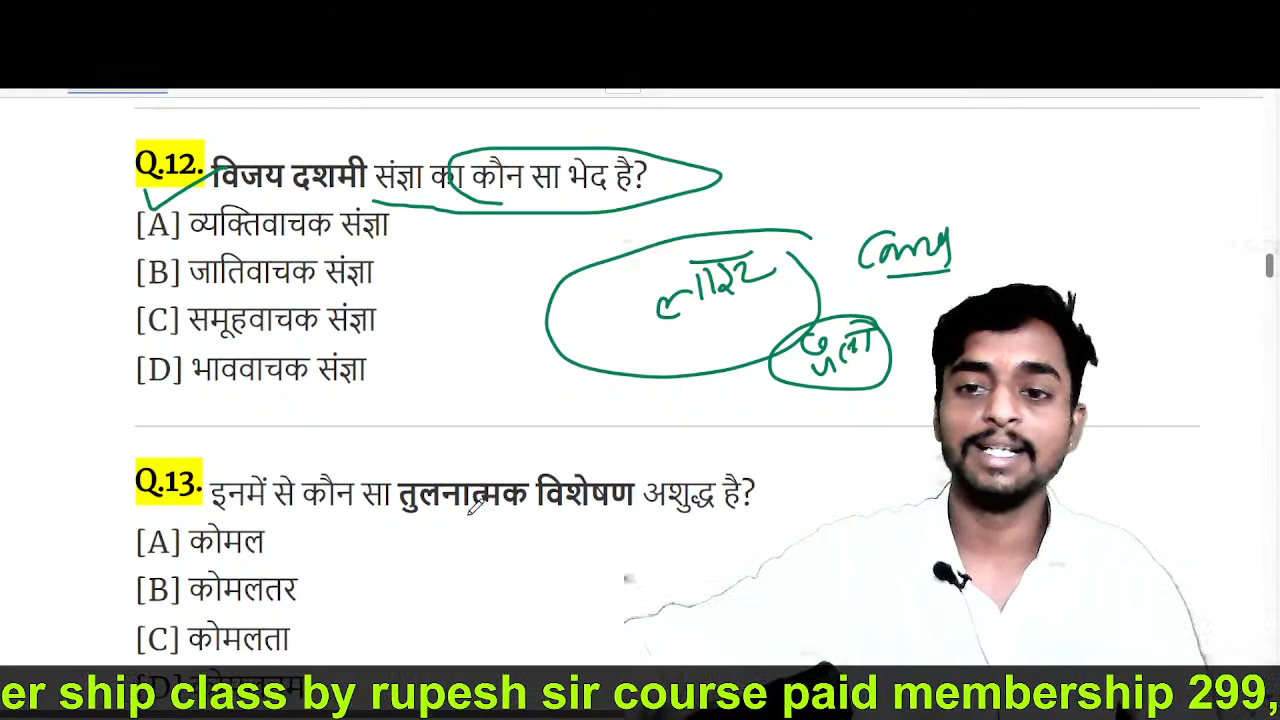 Q.12. विजय दशमी संज्ञा का कौन सा भेद है?
[A] व्यक्तिवाचक संज्ञा
[B] जातिवाचक संज्ञा
[C] समूहवाचक संज्ञा
[D] भाववाचक संज्ञा
Q.13. इनमें से कौन सा तुलनात्मक विशेषण अशुद्ध है?
[A] कोमल
[B] कोमलतर
[C] कोमलता
er ship class by rupesh sir course paid membership 299,